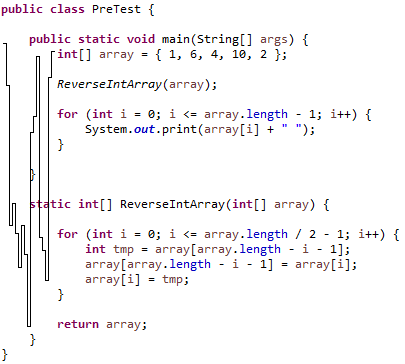 public class PreTest {
public static void main(String[] args) {
int[] array = { 1, 6, 4, 10, 2 };
ReverseIntArray(array);
for (int i = 0; i <= array.length - 1; i++) {
System.out.print(array[i] + " ");
}
}
static int[] ReverseIntArray(int[] array) {
for (int i = 0; i <= array.length / 2 - 1; i++) {
int tmp = array[array.length - i - 1];
array[array.length - i - 1] = array[i];
array[i] = tmp;
}
return array;
}
}